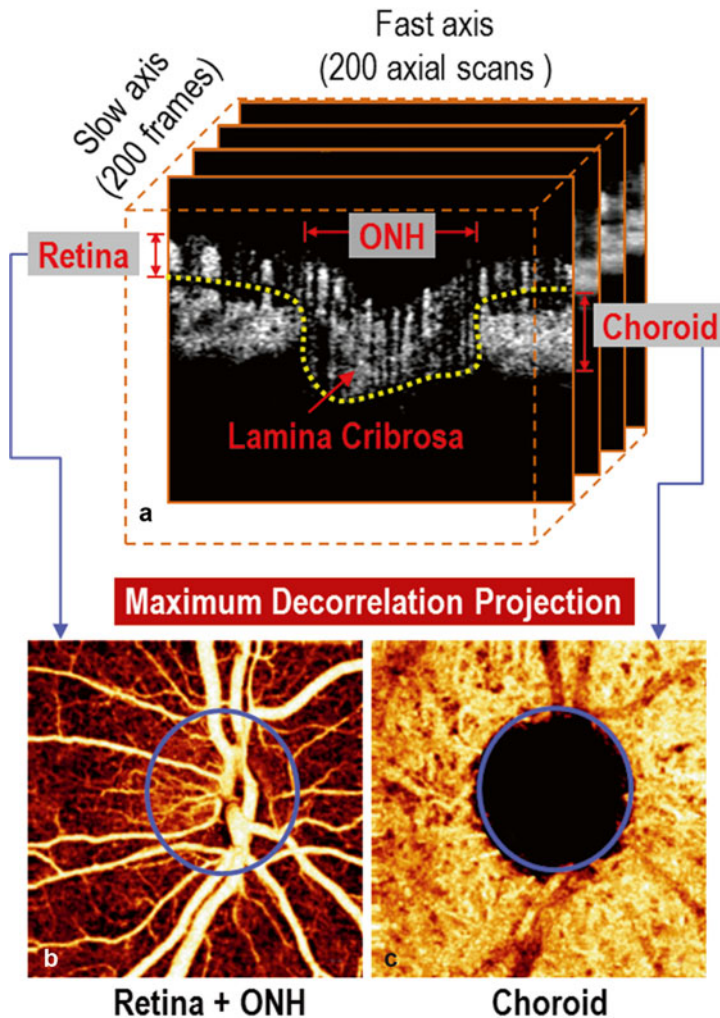 Fast axis
(200 axial scans )
Slow axis
(200 frames)
ONH
Retina
Choroid
Lamina Cribrosa
a
Maximum Decorrelation Projection
b
c
Retina + ONH
Choroid